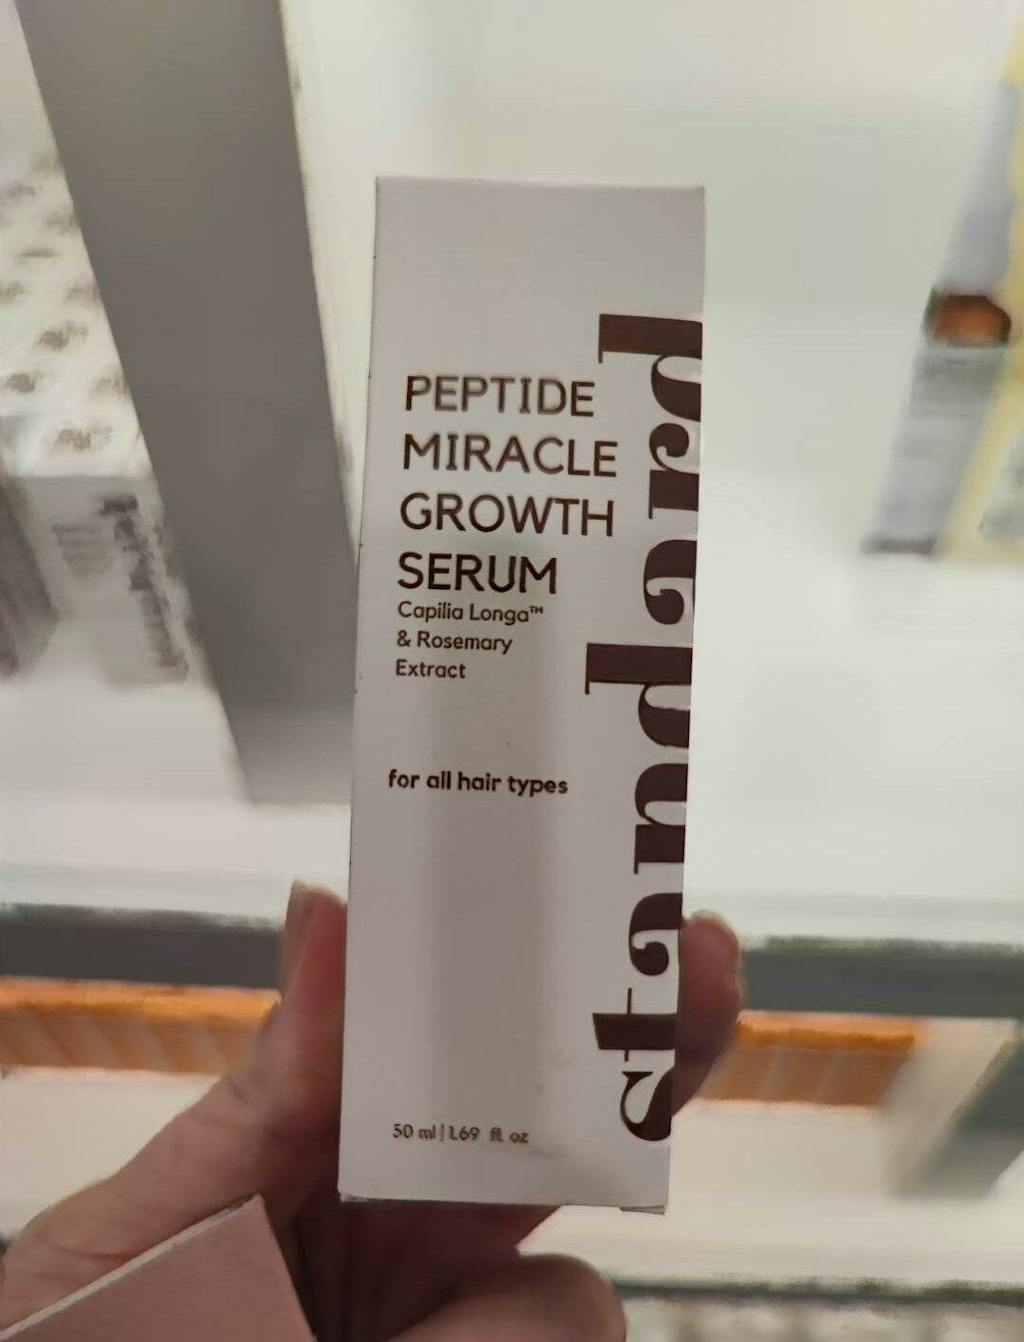 PEPTIDE
MIRACLE
GROWTH
SERUM
Capilia Longa™
& Rosemary
Extract
for all hair types
50 ml | 1.69 fl. oz
standard